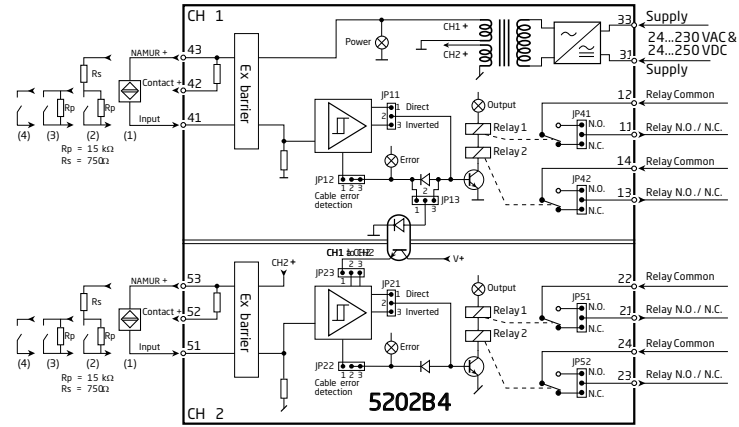 CH 1
33 Supply
24...230 VAC &
24...250 VDC
31
Supply
CH1 +
CH2 +
Power
NAMUR + 43
Rs
Contact + 42
Rp Rp
Input 41
(4) (3) (2) (1)
Rp = 15 kΩ
Rs = 750Ω
Ex barrier
JP11
1 Direct
2
3 Inverted
Output
Relay 1
Relay 2
Error
JP12
1 2 3
Cable error
detection
2
1 3
JP13
12 Relay Common
JP41
N.O.
11 Relay N.O. / N.C.
N.C.
14 Relay Common
JP42
N.O.
13 Relay N.O. / N.C.
N.C.
V+
CH2 +
JP23
1 2 3
NAMUR + 53
Rs
Contact + 52
Rp Rp
Input 51
(4) (3) (2) (1)
Rp = 15 kΩ
Rs = 750Ω
Ex barrier
JP21
1 Direct
2
3 Inverted
Output
Relay 1
Relay 2
Error
JP22
1 2 3
Cable error
detection
22 Relay Common
JP51
N.O.
21 Relay N.O. / N.C.
N.C.
24 Relay Common
JP52
N.O.
23 Relay N.O. / N.C.
N.C.
5202B4
CH 2